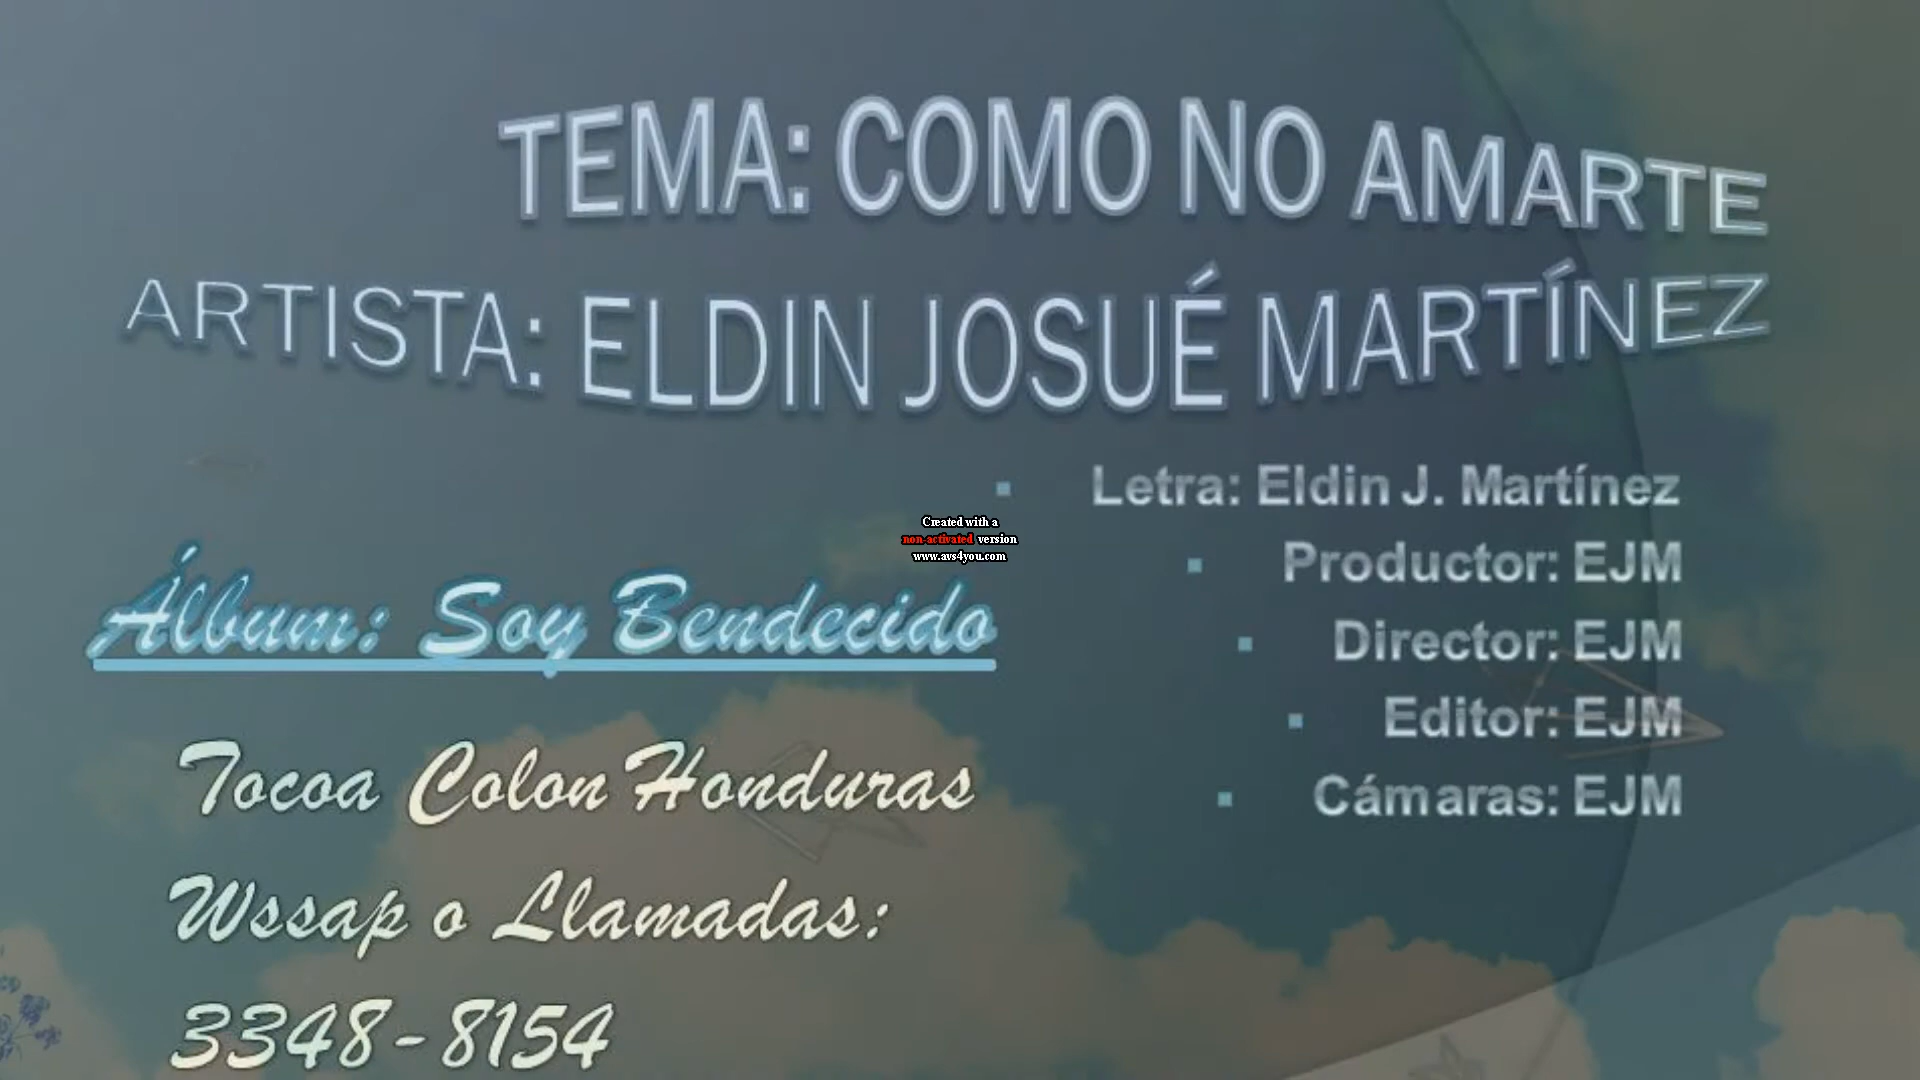 TEMA: COMO NO AMARTE
ARTISTA: ELDIN JOSUÉ MARTÍNEZ
Letra: Eldin J. Martínez
Productor: EJM
Director: EJM
Editor: EJM
Cámaras: EJM
Created with a
non-activated version
www.avs4you.com
Álbum: Soy Bendecido
Tocoa Colon Honduras
Wssap o Llamadas:
3348-8154